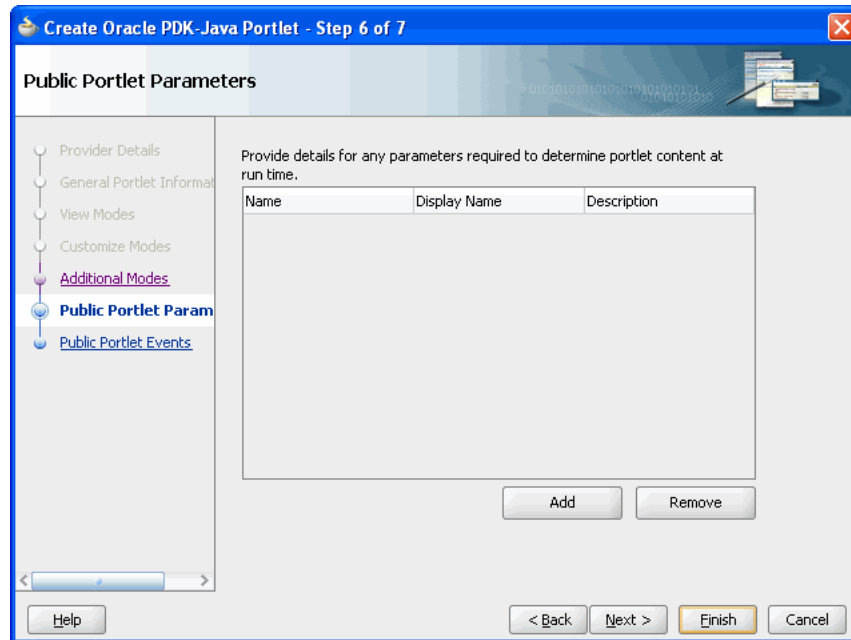 Create Oracle PDK-Java Portlet - Step 6 of 7
Public Portlet Parameters
Provider Details
General Portlet Informat
View Modes
Customize Modes
Additional Modes
Public Portlet Param
Public Portlet Events
Provide details for any parameters required to determine portlet content at
run time.
Name Display Name Description
Add Remove
Help < Back Next > Finish Cancel